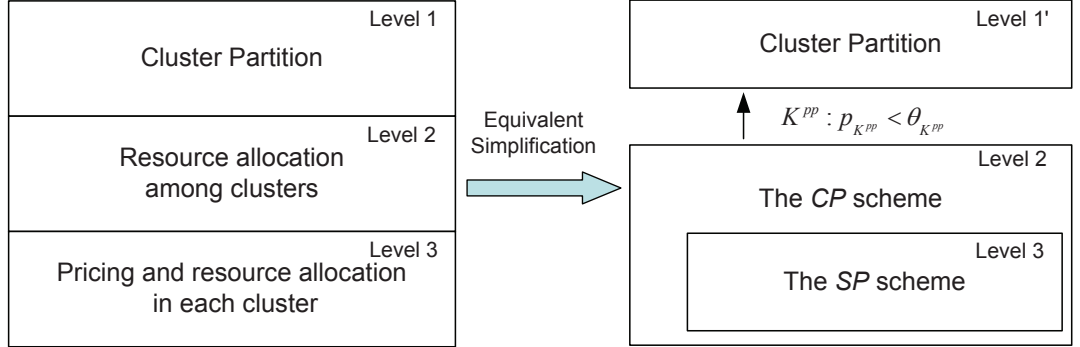 Level 1
Cluster Partition
Level 2
Resource allocation
among clusters
Level 3
Pricing and resource allocation
in each cluster
Equivalent
Simplification
Level 1'
Cluster Partition
K^{pp} : p_{K^{pp}} < θ_{K^{pp}}
Level 2
The CP scheme
Level 3
The SP scheme